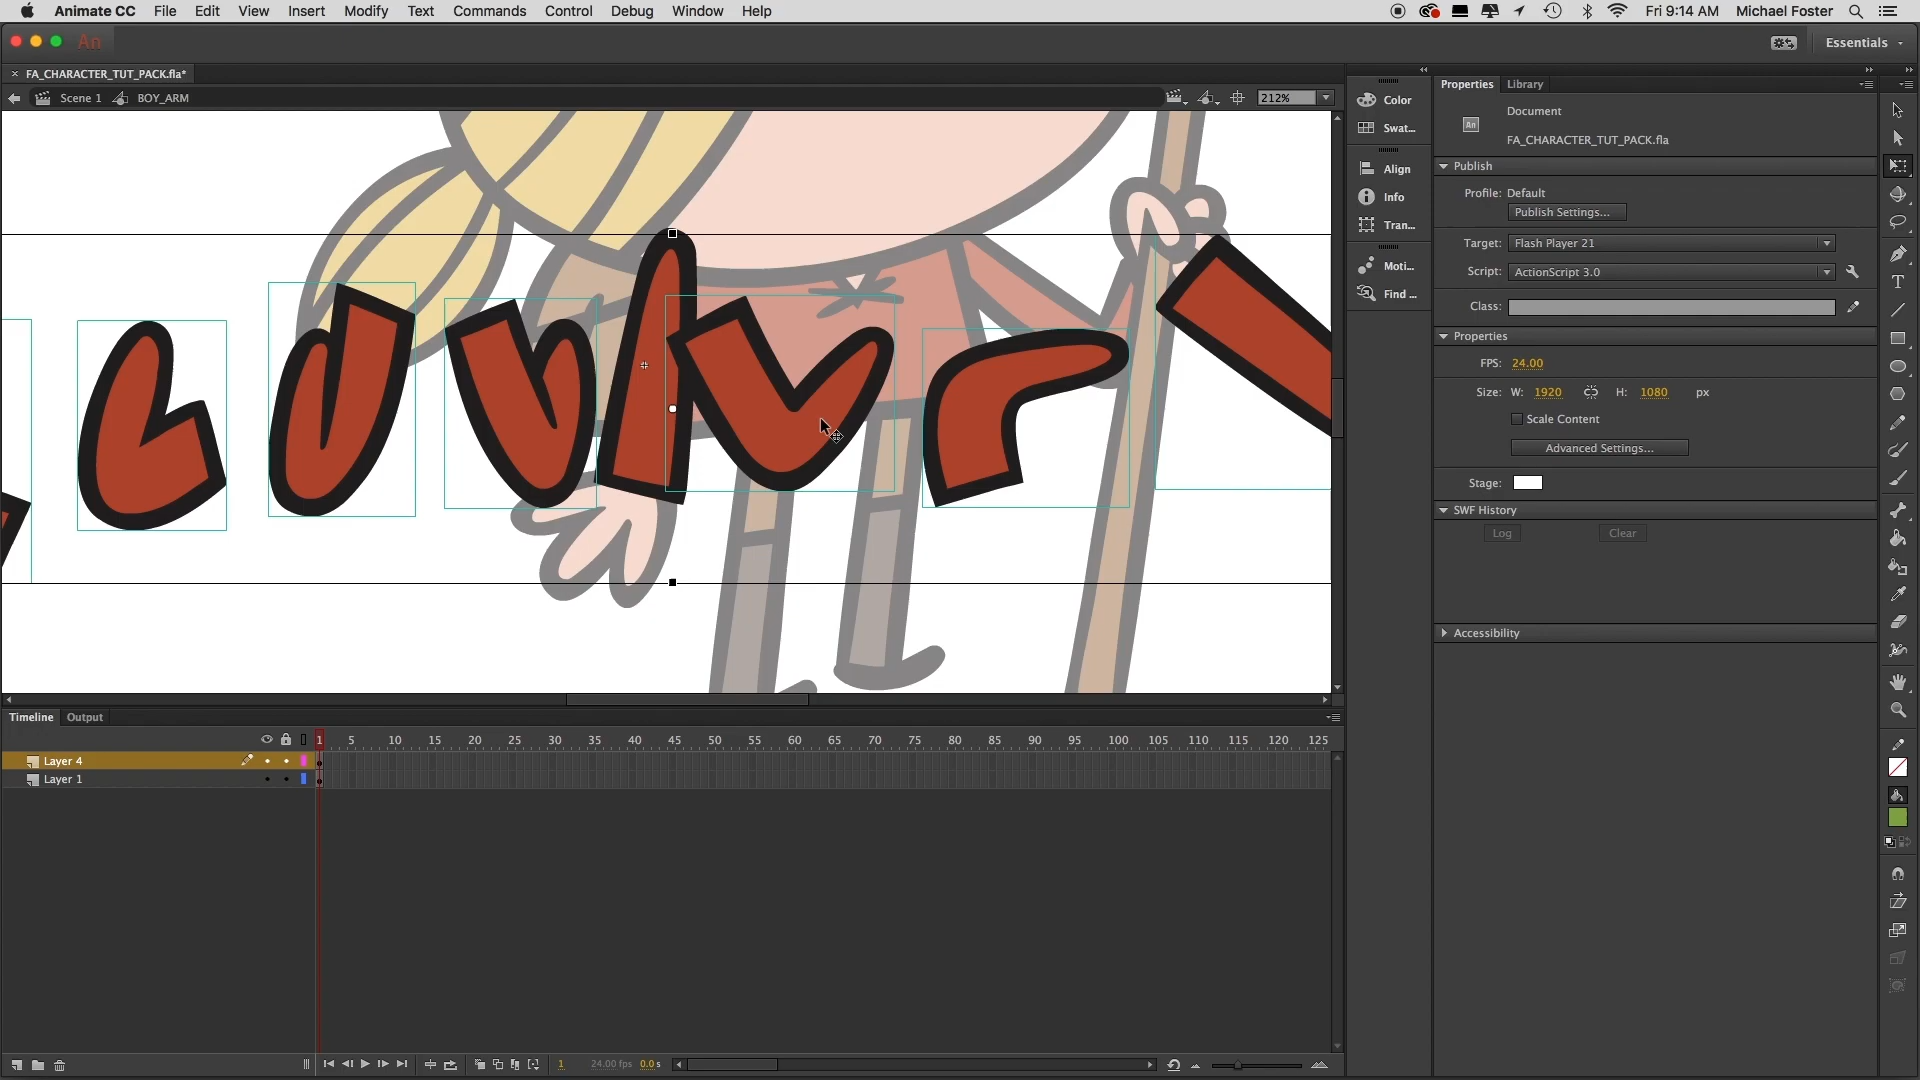 Animate CC File Edit View Insert Modify Text Commands Control Debug Window Help Fri 9:14 AM Michael Foster
An Essentials
× FA_CHARACTER_TUT_PACK.fla*
Scene 1 BOY_ARM 212%
Color
Swat...
Align
Info
Tran...
Moti...
Find ...
Properties Library
Document
An
FA_CHARACTER_TUT_PACK.fla
Publish
Profile: Default
Publish Settings...
Target: Flash Player 21
Script: ActionScript 3.0
Class:
Properties
FPS: 24.00
Size: W: 1920 H: 1080 px
Scale Content
Advanced Settings...
Stage:
SWF History
Log Clear
Accessibility
Timeline Output
1 5 10 15 20 25 30 35 40 45 50 55 60 65 70 75 80 85 90 95 100 105 110 115 120 125
Layer 4
Layer 1
1 24.00 fps 0.0 s